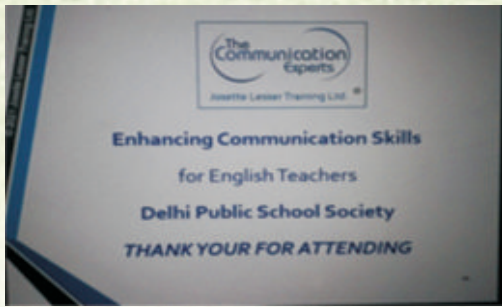 The
Communication
Experts
Josette Lesser Training Ltd.
Enhancing Communication Skills
for English Teachers
Delhi Public School Society
THANK YOUR FOR ATTENDING